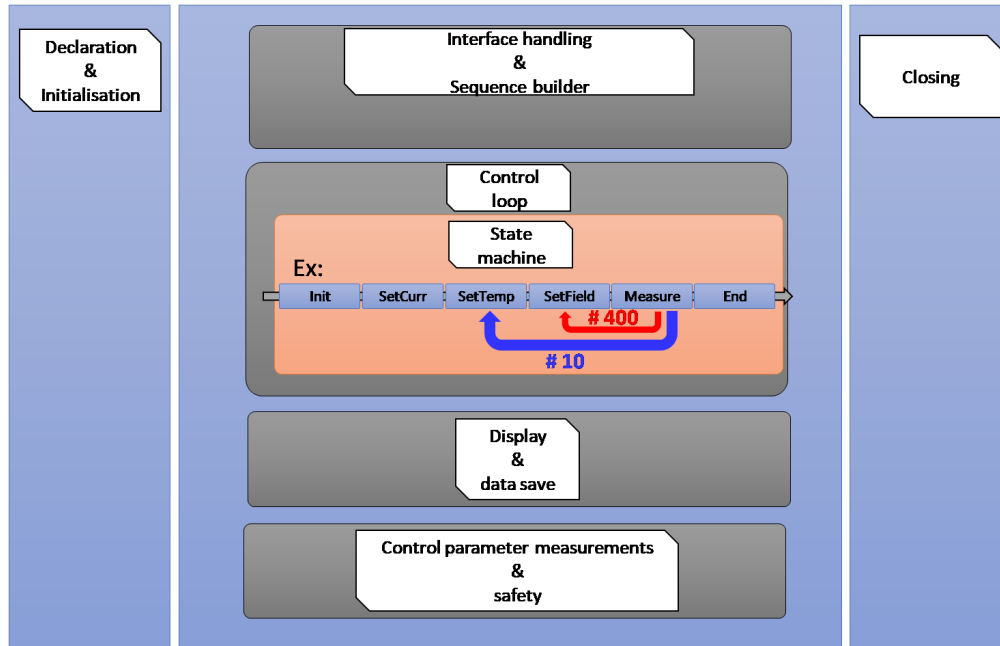 Declaration
&
Initialisation
Interface handling
&
Sequence builder
Control
loop
State
machine
Ex:
Init
SetCurr
SetTemp
SetField
Measure
End
# 400
# 10
Display
&
data save
Control parameter measurements
&
safety
Closing